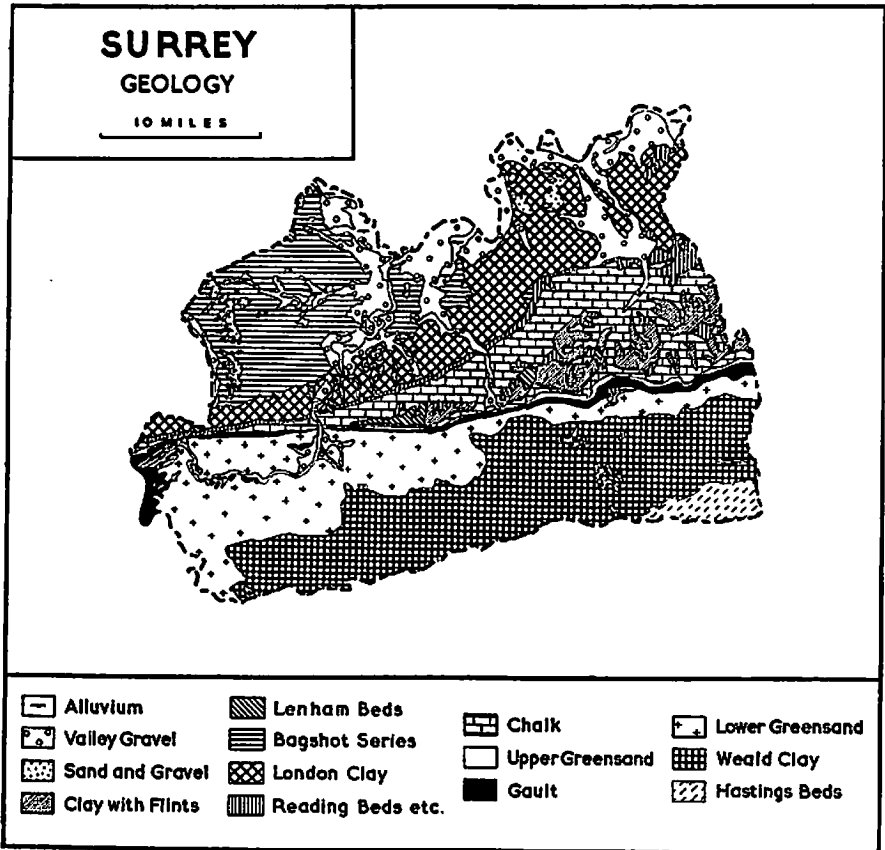 SURREY
GEOLOGY
10 MILES
Alluvium
Valley Gravel
Sand and Gravel
Clay with Flints
Lenham Beds
Bagshot Series
London Clay
Reading Beds etc.
Chalk
Upper Greensand
Gault
Lower Greensand
Weald Clay
Hastings Beds